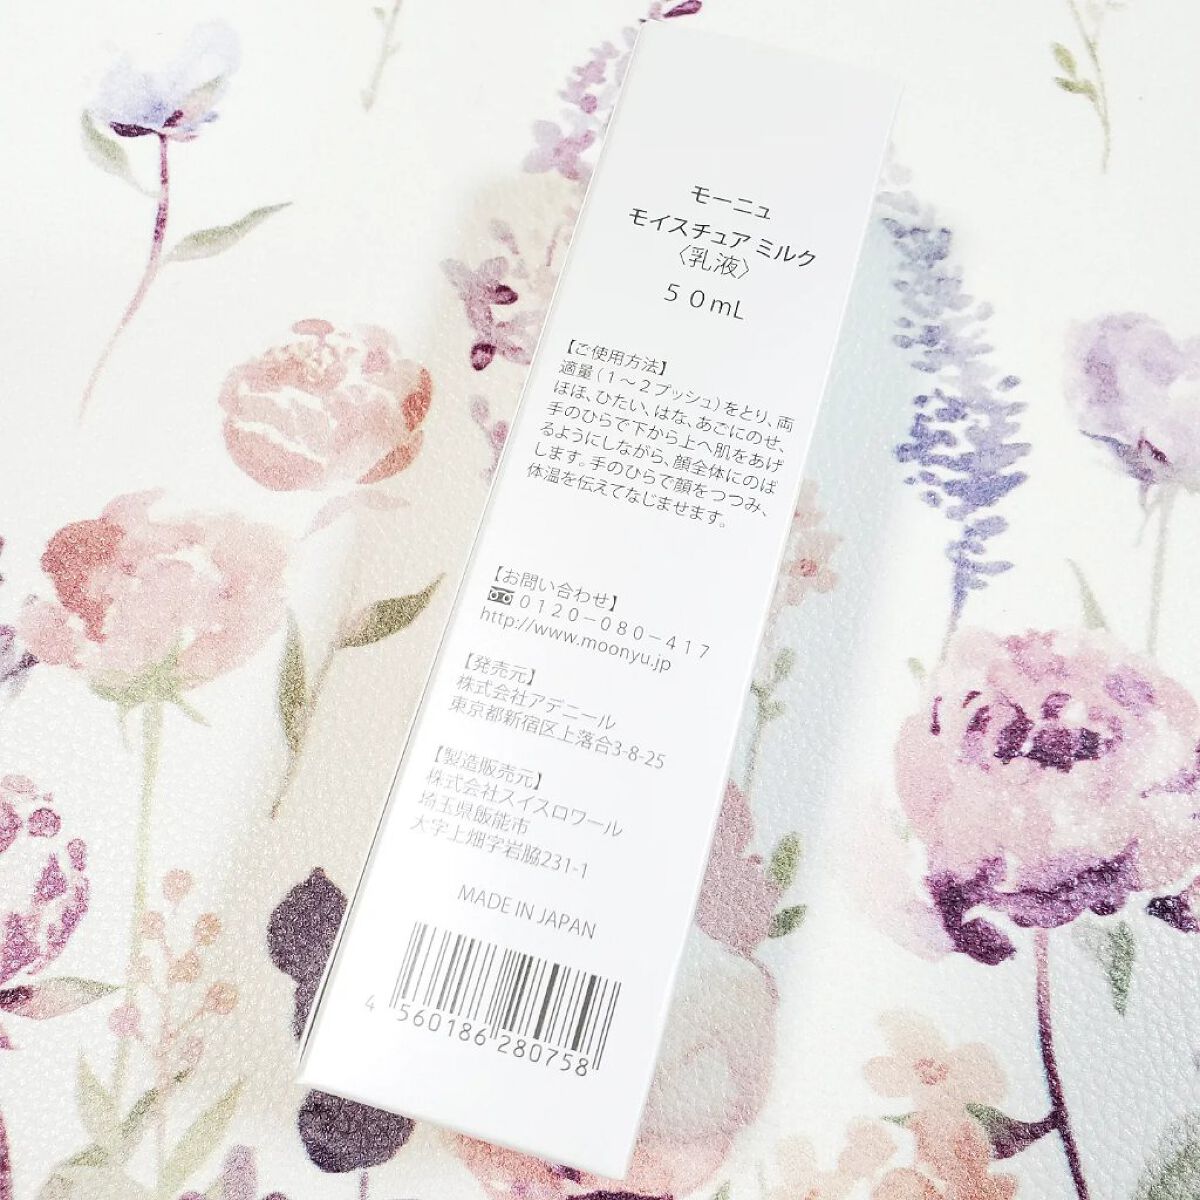 モーニュ
モイスチュア ミルク
〈乳液〉
５０mL
【ご使用方法】
適量（１～２プッシュ）をとり、両
ほほ、ひたい、はな、あごにのせ、
手のひらで下から上へ肌をあげ
るようにしながら、顔全体にのば
します。手のひらで顔をつつみ、
体温を伝えてなじませます。
【お問い合わせ】
０１２０－０８０－４１７
http://www.moonyu.jp
【発売元】
株式会社アデニール
東京都新宿区上落合3-8-25
【製造販売元】
株式会社スイスロワール
埼玉県飯能市
大字上畑字岩脇231-1
MADE IN JAPAN
4 560186 280758